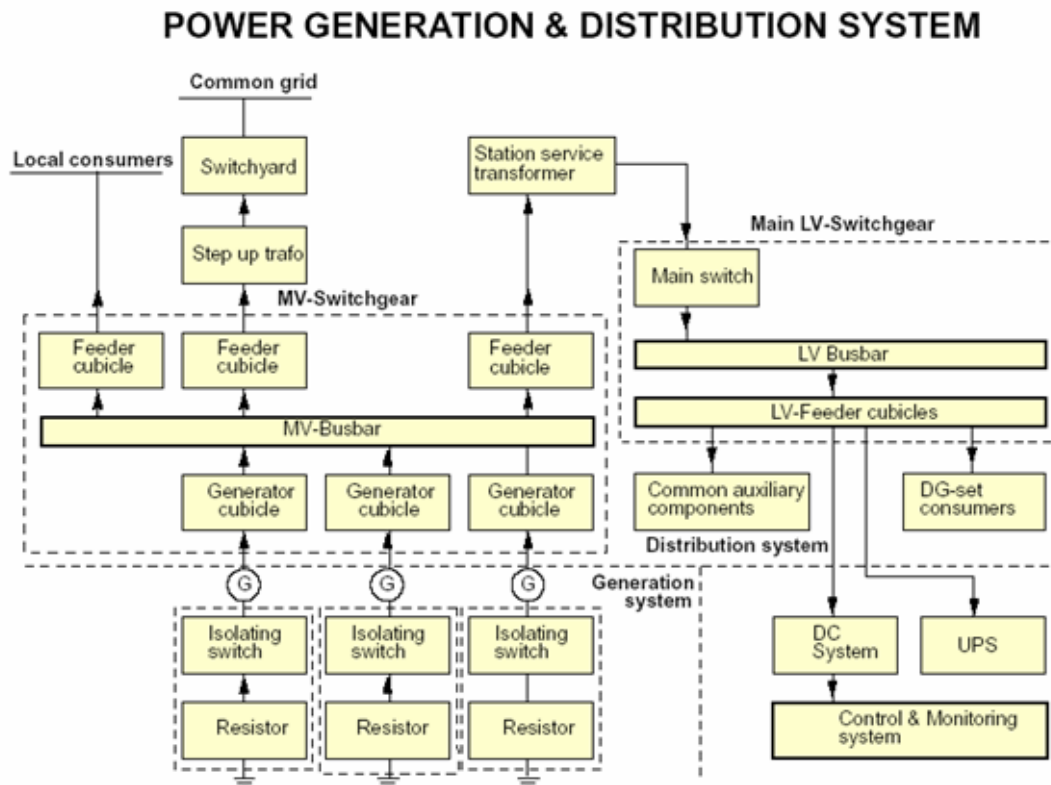 POWER GENERATION & DISTRIBUTION SYSTEM
Common grid
Local consumers
Switchyard
Station service
transformer
Step up trafo
Main LV-Switchgear
Main switch
MV-Switchgear
Feeder
cubicle
Feeder
cubicle
Feeder
cubicle
LV Busbar
LV-Feeder cubicles
MV-Busbar
Generator
cubicle
Generator
cubicle
Generator
cubicle
Common auxiliary
components
DG-set
consumers
Distribution system
G
G
G
Generation
system
Isolating
switch
Isolating
switch
Isolating
switch
DC
System
UPS
Resistor
Resistor
Resistor
Control & Monitoring
system